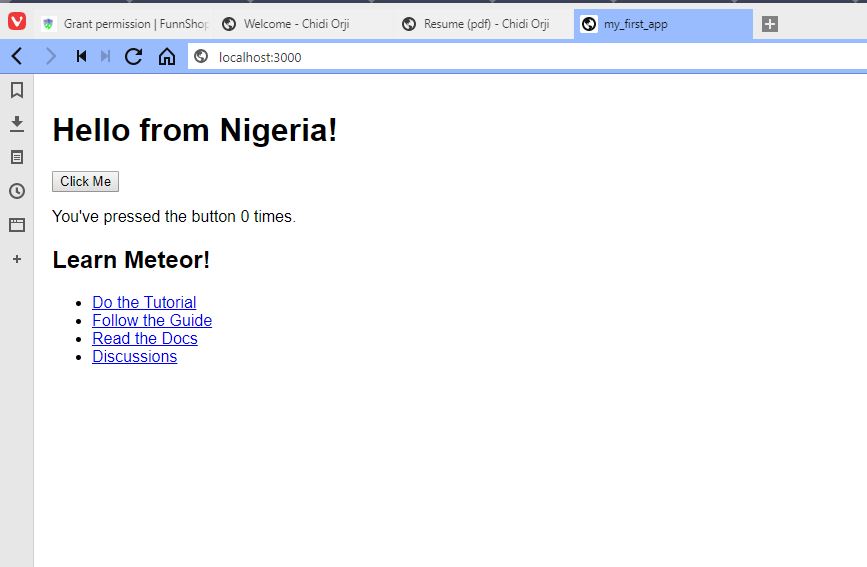 Grant permission | FunnShop
Welcome - Chidi Orji
Resume (pdf) - Chidi Orji
my_first_app
localhost:3000
Hello from Nigeria!
Click Me
You've pressed the button 0 times.
Learn Meteor!
Do the Tutorial
Follow the Guide
Read the Docs
Discussions